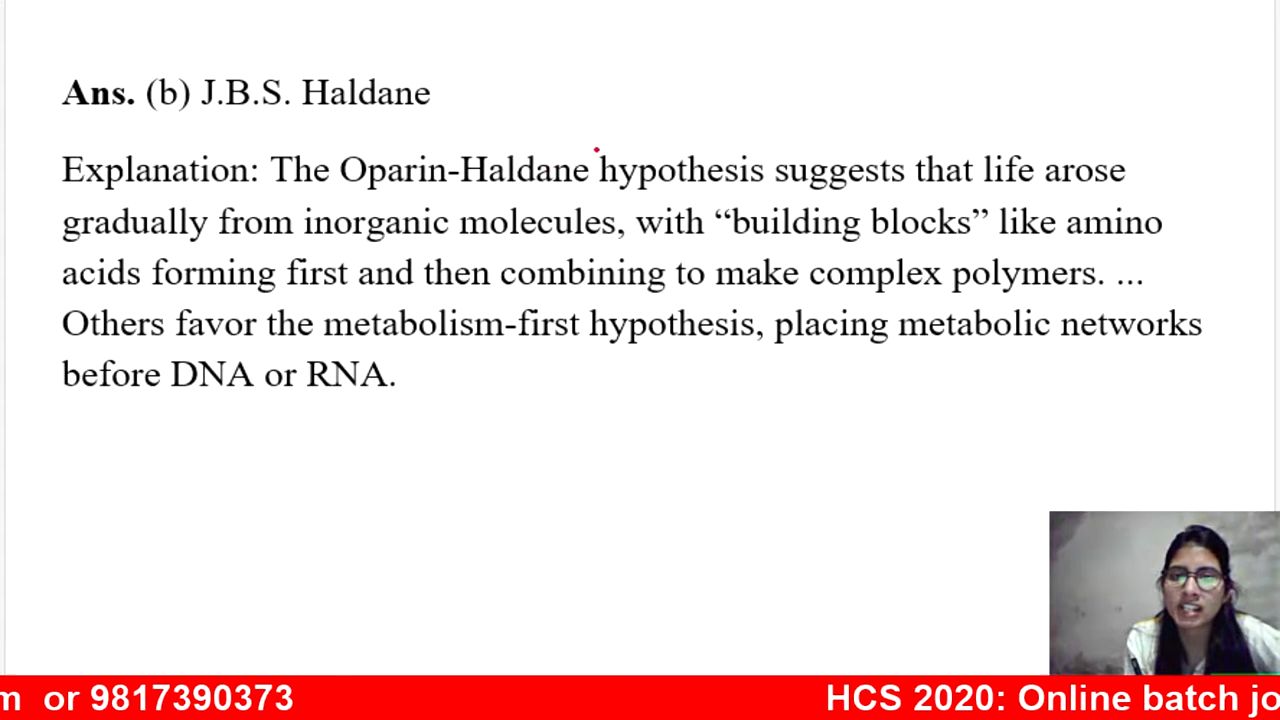 Ans. (b) J.B.S. Haldane
Explanation: The Oparin-Haldane hypothesis suggests that life arose
gradually from inorganic molecules, with “building blocks” like amino
acids forming first and then combining to make complex polymers. ...
Others favor the metabolism-first hypothesis, placing metabolic networks
before DNA or RNA.
m or 9817390373 HCS 2020: Online batch jo